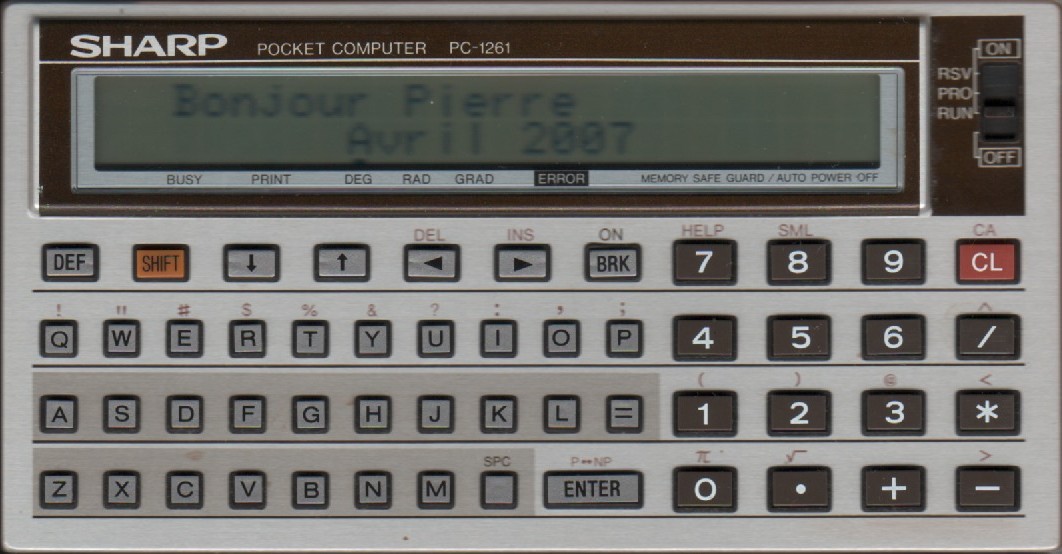 SHARP POCKET COMPUTER PC-1261
ON
RSV
PRO
RUN
OFF
Bonjour Pierre
Avril 2007
BUSY PRINT DEG RAD GRAD ERROR MEMORY SAFE GUARD / AUTO POWER OFF
DEL INS ON HELP SML CA
DEF SHIFT ↓ ↑ ◄ ► BRK 7 8 9 CL
! " # $ % & ? : , ; ^
Q W E R T Y U I O P 4 5 6 /
( ) @ <
A S D F G H J K L = 1 2 3 *
SPC P↔NP π √ >
Z X C V B N M ENTER 0 • + −